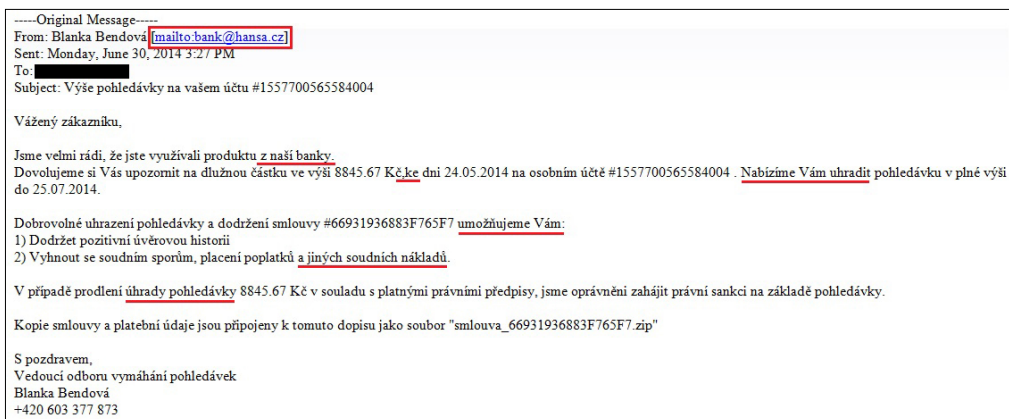 -----Original Message-----
From: Blanka Bendová [mailto:bank@hansa.cz]
Sent: Monday, June 30, 2014 3:27 PM
To:
Subject: Výše pohledávky na vašem účtu #1557700565584004
Vážený zákazníku,
Jsme velmi rádi, že jste využívali produktu z naší banky.
Dovolujeme si Vás upozornit na dlužnou částku ve výši 8845.67 Kč,ke dni 24.05.2014 na osobním účtě #1557700565584004 . Nabízíme Vám uhradit pohledávku v plné výši
do 25.07.2014.
Dobrovolné uhrazení pohledávky a dodržení smlouvy #66931936883F765F7 umožňujeme Vám:
1) Dodržet pozitivní úvěrovou historii
2) Vyhnout se soudním sporům, placení poplatků a jiných soudních nákladů.
V případě prodlení úhrady pohledávky 8845.67 Kč v souladu s platnými právními předpisy, jsme oprávněni zahájit právní sankci na základě pohledávky.
Kopie smlouvy a platební údaje jsou připojeny k tomuto dopisu jako soubor "smlouva_66931936883F765F7.zip"
S pozdravem,
Vedoucí odboru vymáhání pohledávek
Blanka Bendová
+420 603 377 873